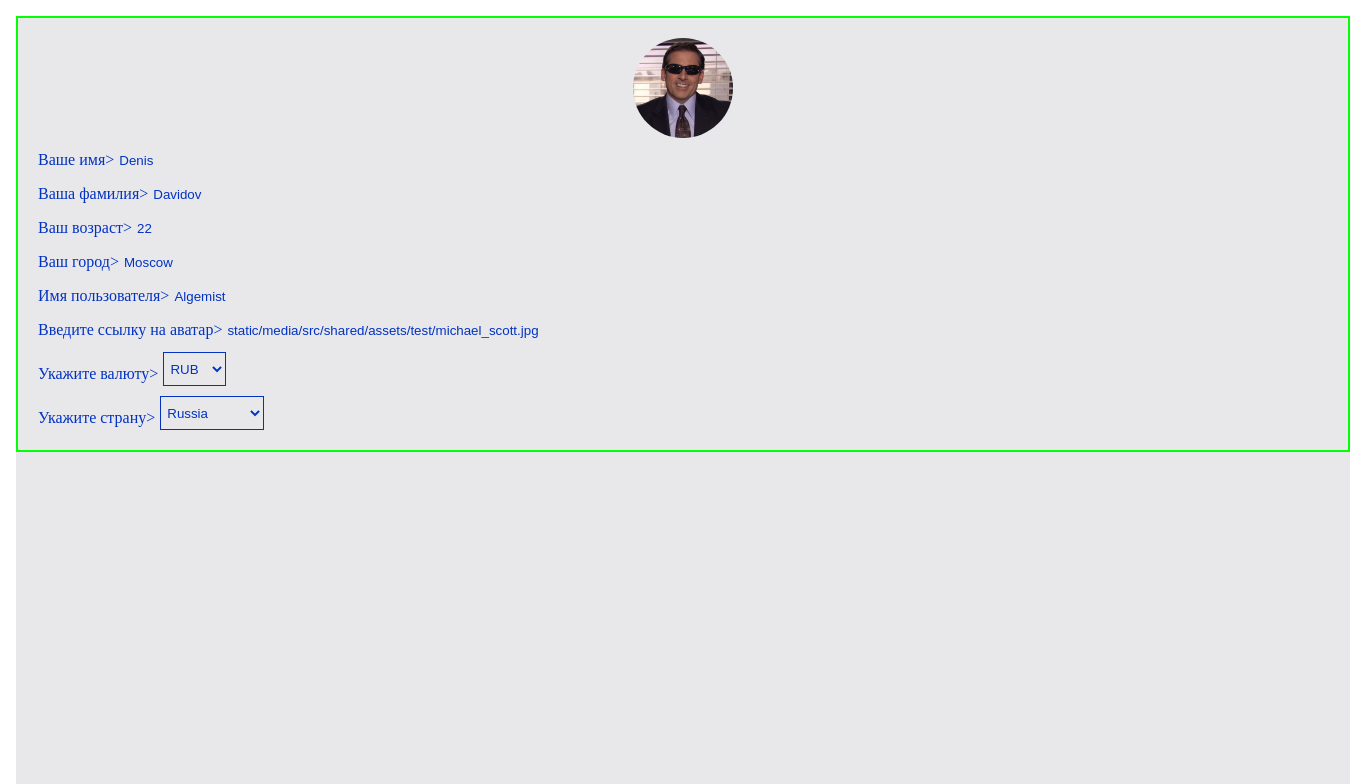 Ваше имя> Denis
Ваша фамилия> Davidov
Ваш возраст> 22
Ваш город> Moscow
Имя пользователя> Algemist
Введите ссылку на аватар> static/media/src/shared/assets/test/michael_scott.jpg
Укажите валюту> RUB
Укажите страну> Russia